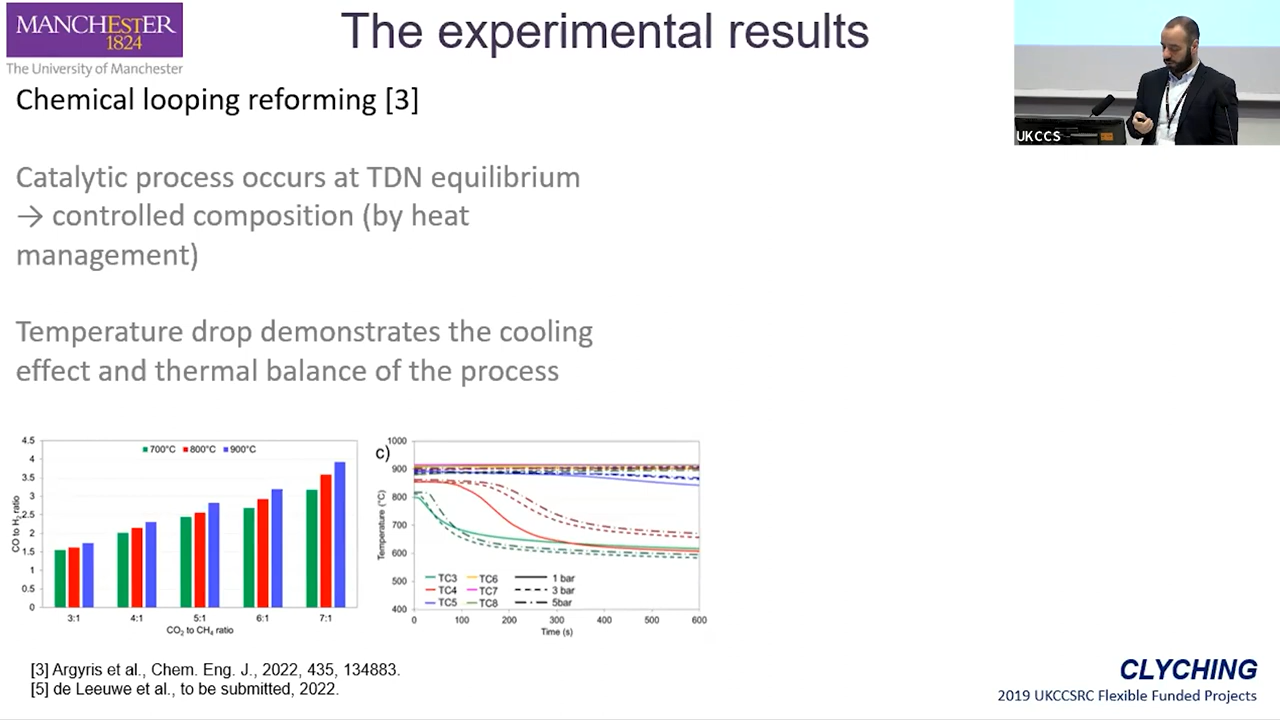 MANCHESTER
1824
The University of Manchester
The experimental results
UKCCS
Chemical looping reforming [3]
Catalytic process occurs at TDN equilibrium
→ controlled composition (by heat
management)
Temperature drop demonstrates the cooling
effect and thermal balance of the process
700°C 800°C 900°C
4.5
4
3.5
3
2.5
2
1.5
1
0.5
0
CO to H2 ratio
3:1 4:1 5:1 6:1 7:1
CO2 to CH4 ratio
c)
1000
900
800
700
600
500
400
Temperature (°C)
TC3 TC6 1 bar
TC4 TC7 3 bar
TC5 TC8 5bar
0 100 200 300 400 500 600
Time (s)
[3] Argyris et al., Chem. Eng. J., 2022, 435, 134883.
[5] de Leeuwe et al., to be submitted, 2022.
CLYCHING
2019 UKCCSRC Flexible Funded Projects